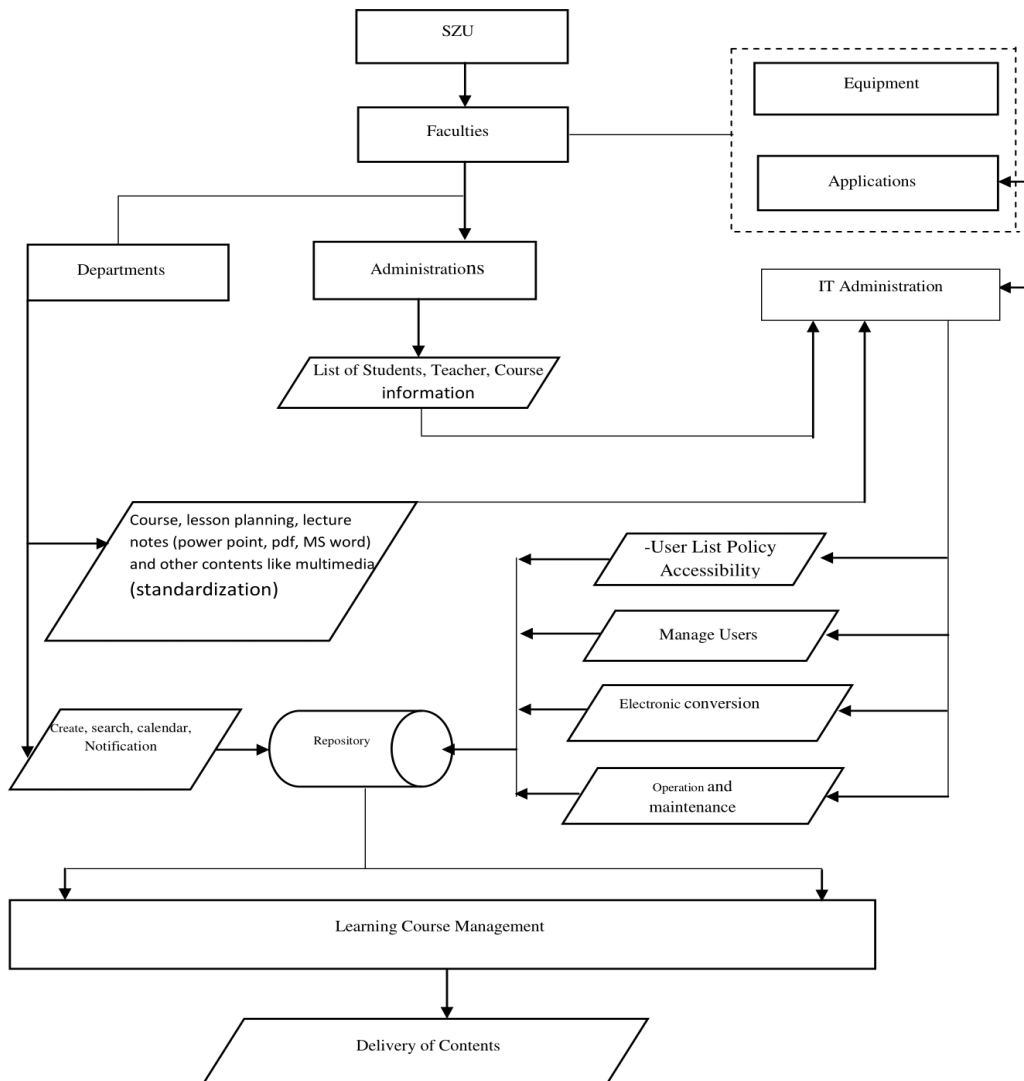 SZU
Equipment
Faculties
Applications
Departments
Administrations
IT Administration
List of Students, Teacher, Course
information
Course, lesson planning, lecture
notes (power point, pdf, MS word)
and other contents like multimedia
(standardization)
-User List Policy
Accessibility
Manage Users
Electronic conversion
Create, search, calendar,
Notification
Repository
Operation and
maintenance
Learning Course Management
Delivery of Contents